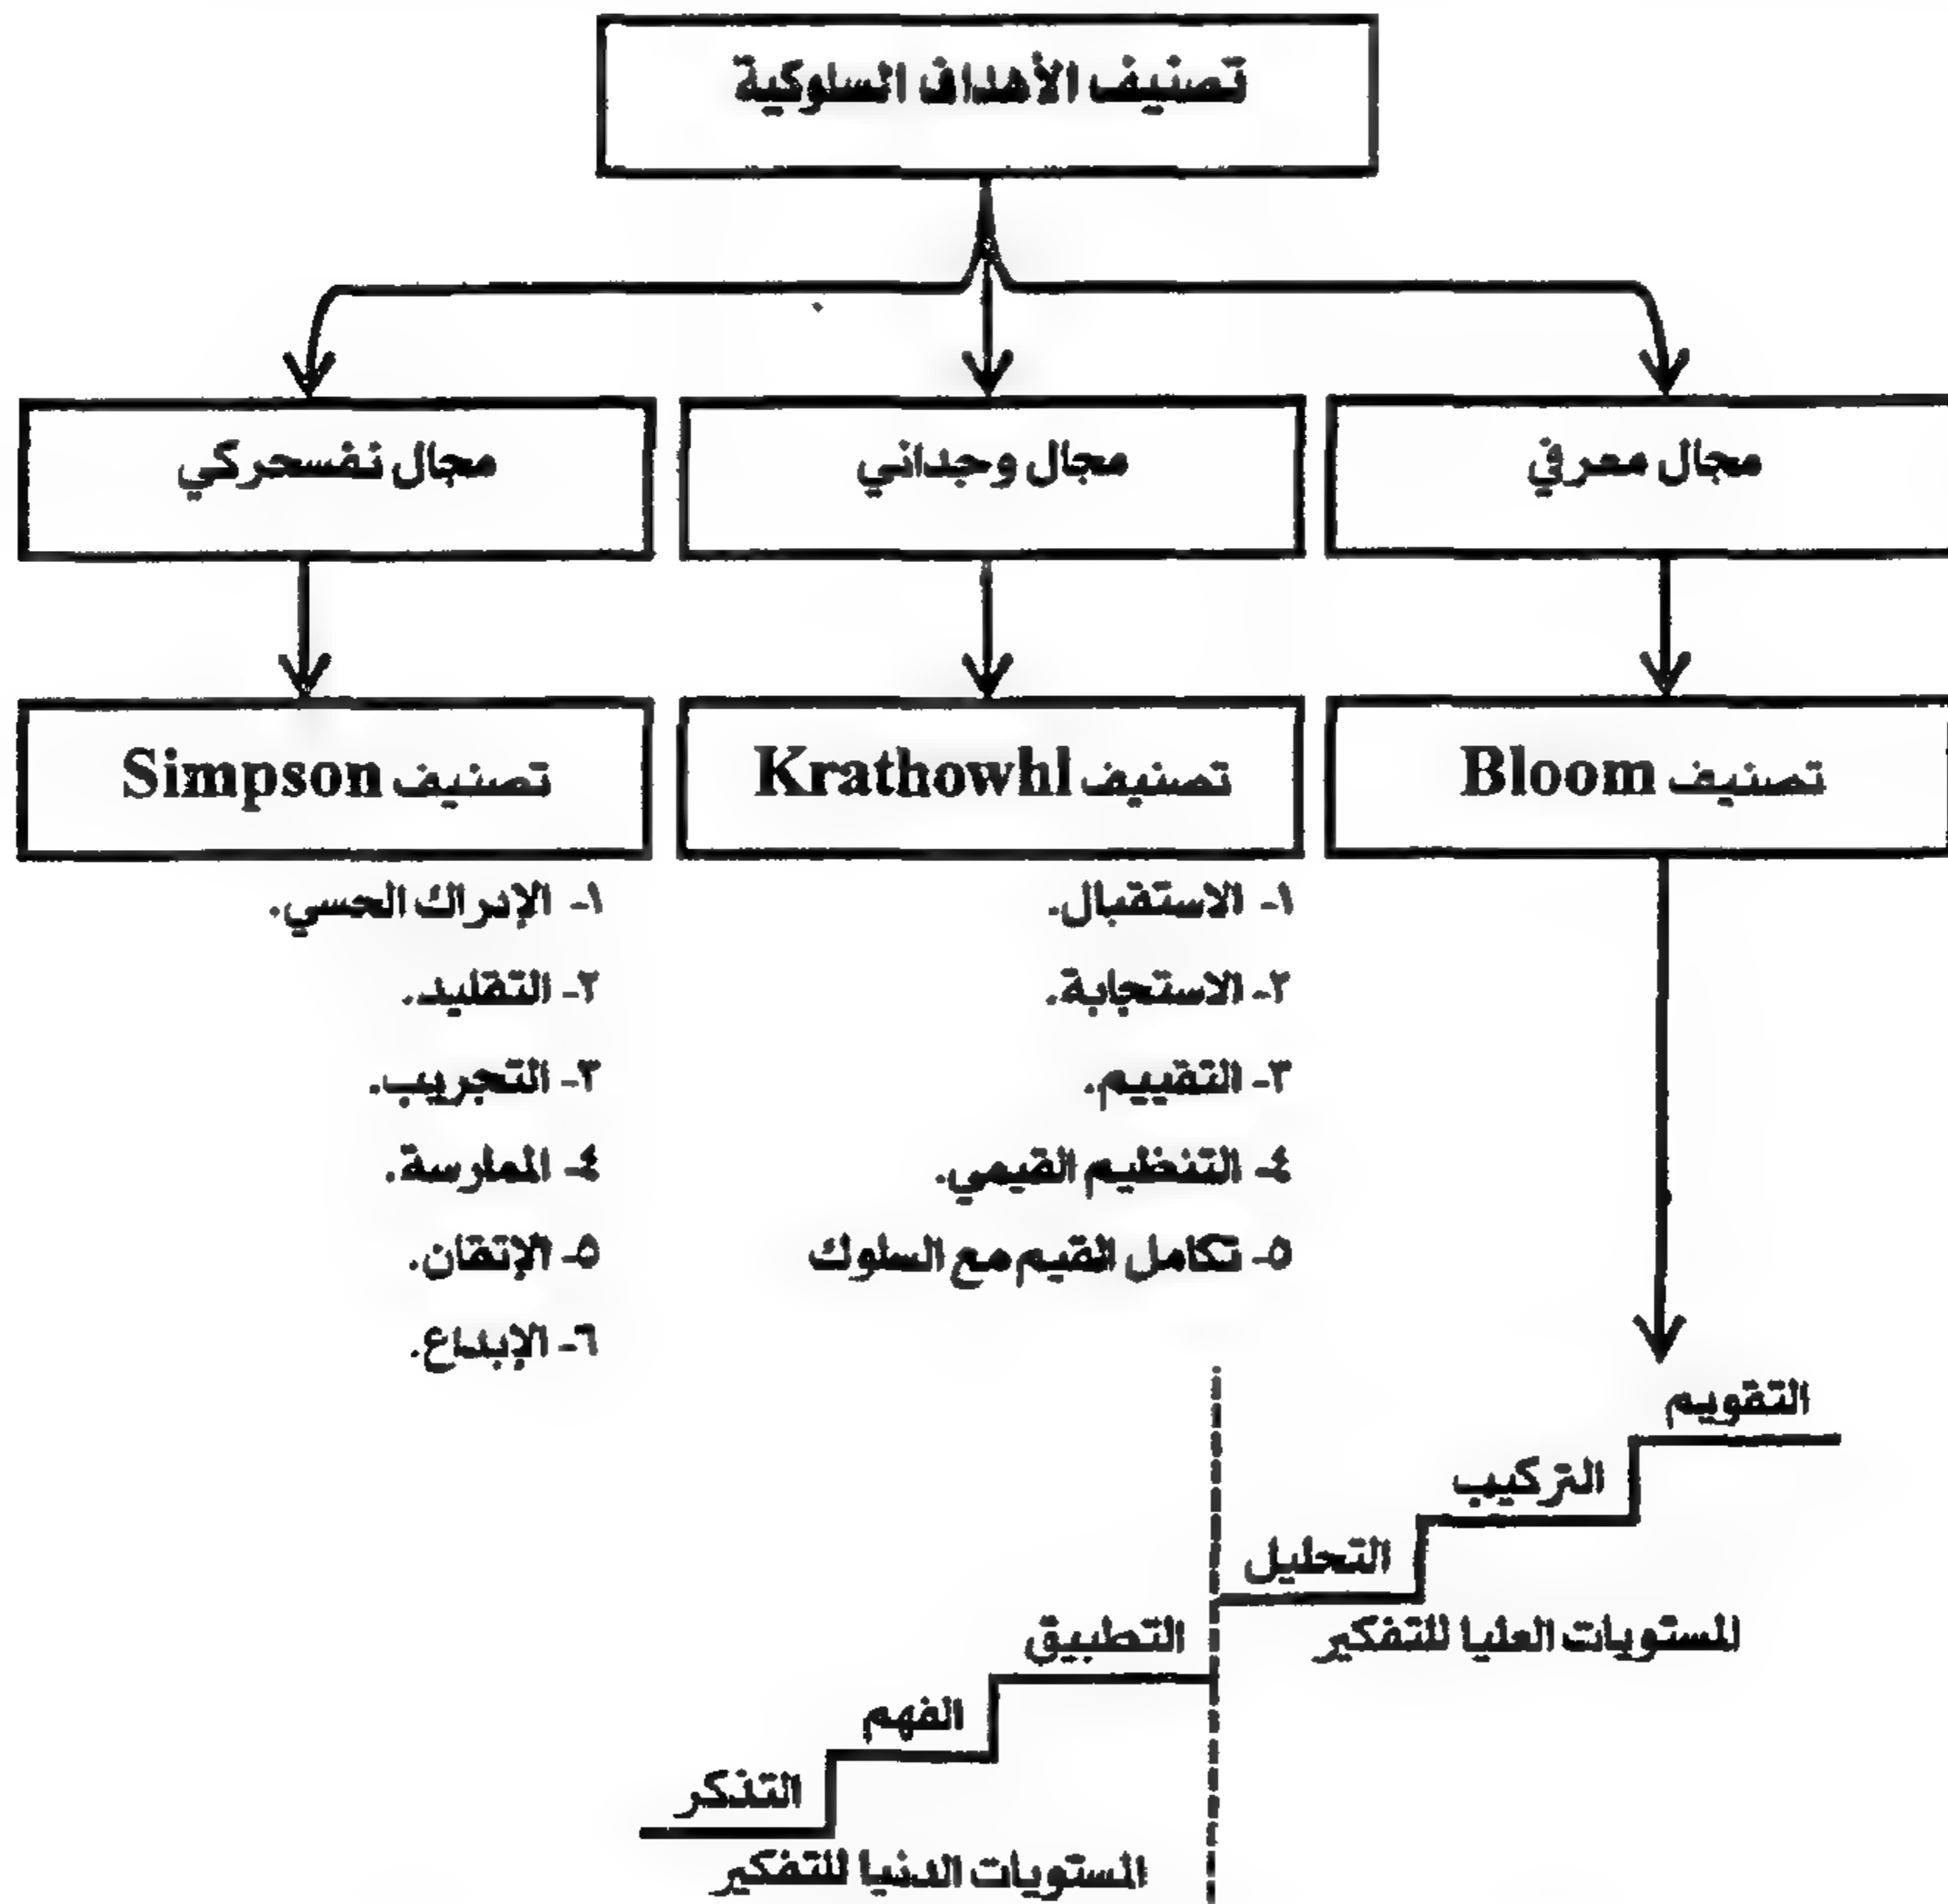 تصنيف الأهداف السلوكية
مجال معرفي
مجال وجداني
مجال نفسحركي
تصنيف Bloom
تصنيف Krathowhl
تصنيف Simpson
١- الاستقبال.
٢- الاستجابة.
٣- التقييم.
٤- التنظيم القيمي.
٥- تكامل القيم مع السلوك
١- الإدراك الحسي.
٢- التقليد.
٣- التجريب.
٤- الممارسة.
٥- الإتقان.
٦- الإبداع.
التقويم
التركيب
التحليل
المستويات العليا للتفكير
التطبيق
الفهم
التذكر
المستويات الدنيا للتفكير